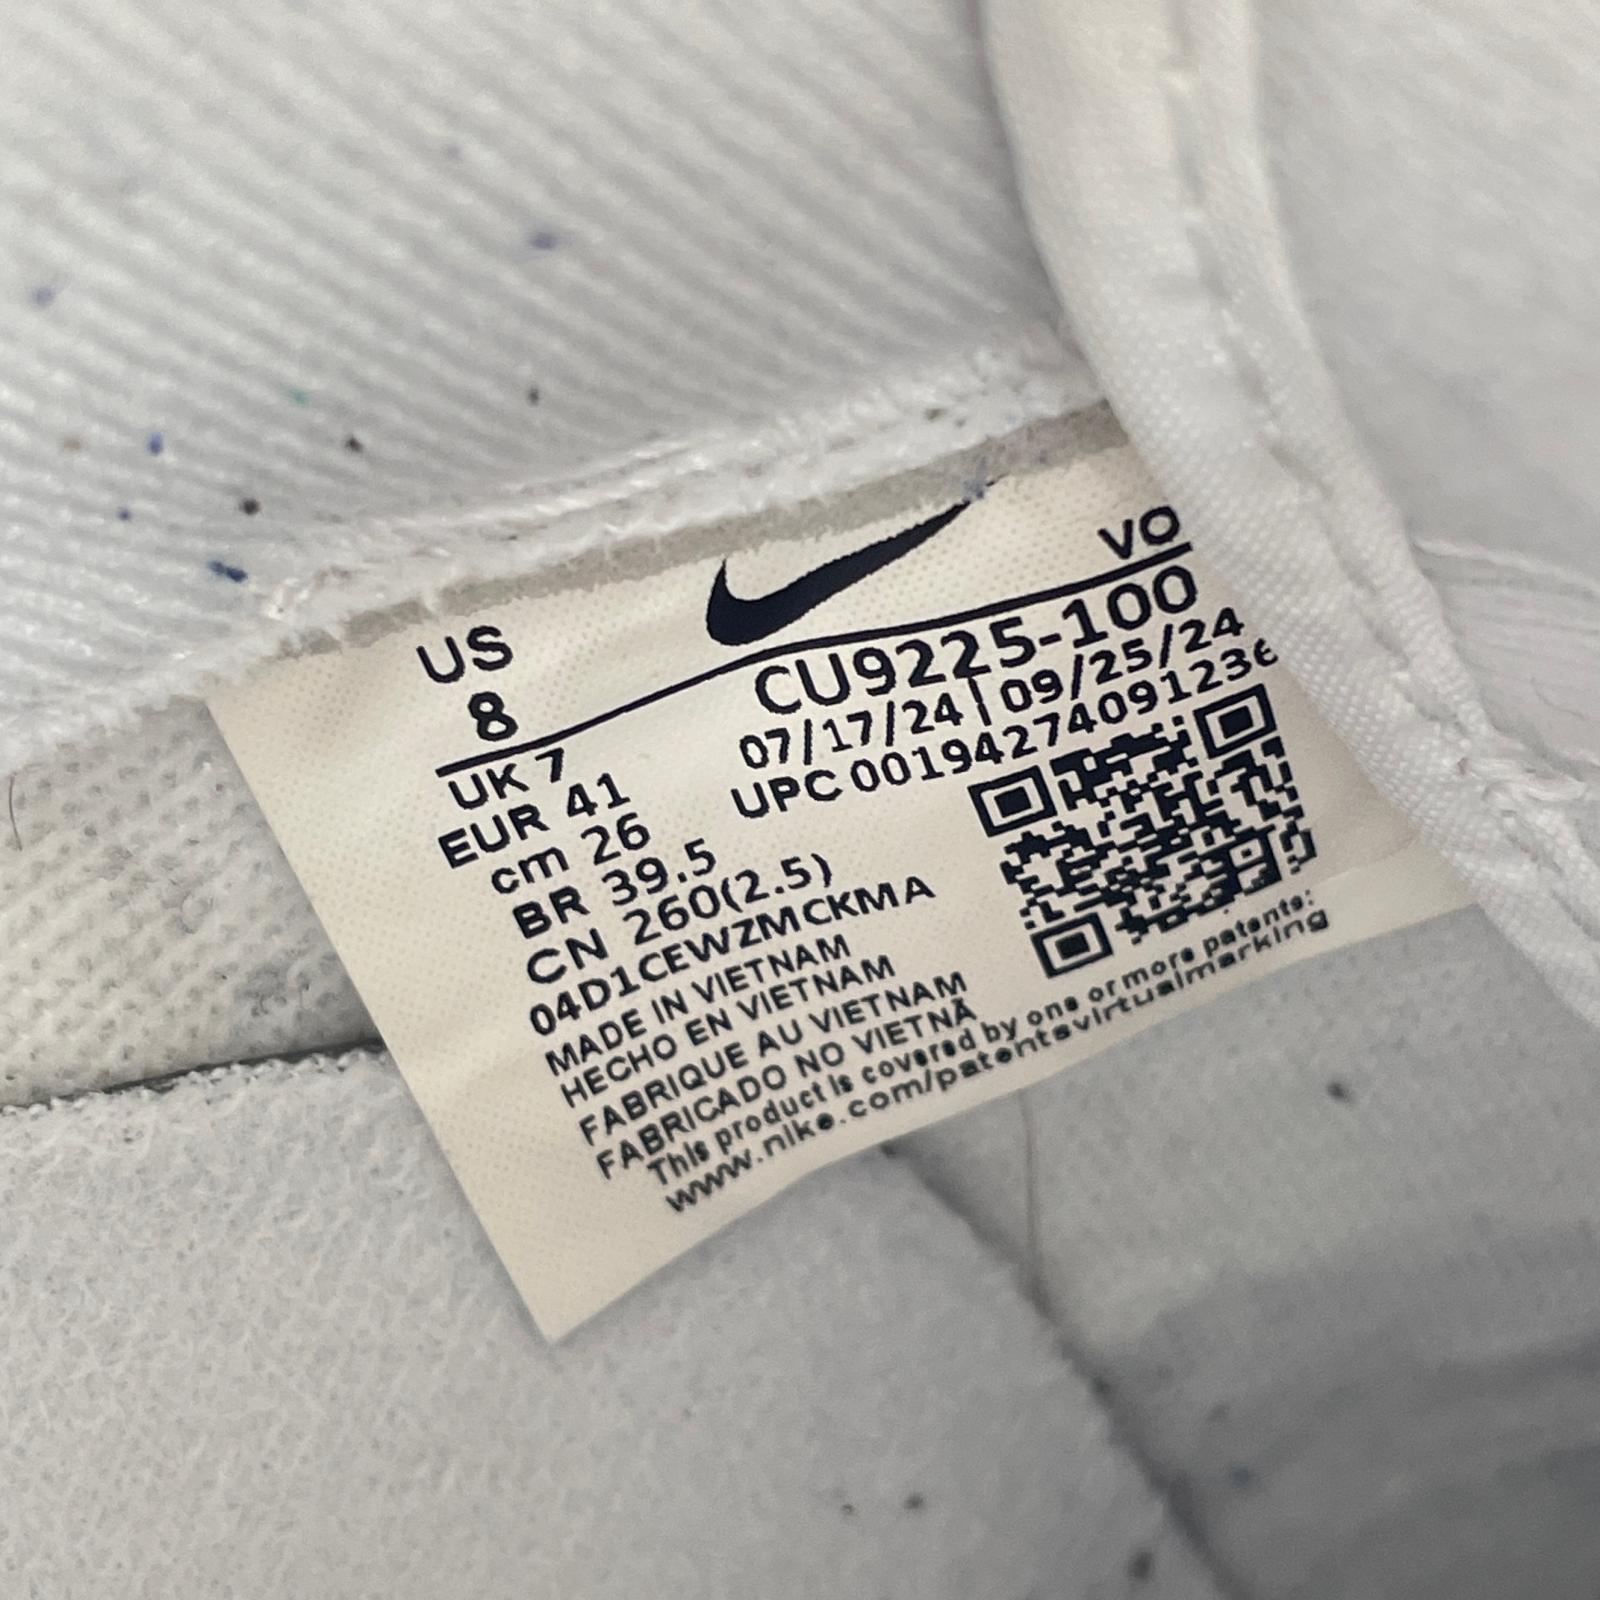 US
8
VO
CU9225-100
07/17/24 | 09/25/24
UPC 00194274091236
UK 7
EUR 41
cm 26
BR 39.5
CN 260(2.5)
04D1CEWZMCKMA
MADE IN VIETNAM
HECHO EN VIETNAM
FABRIQUE AU VIETNAM
FABRICADO NO VIETNÃ
This product is covered by one or more patents:
www.nike.com/patentsvirtualmarking